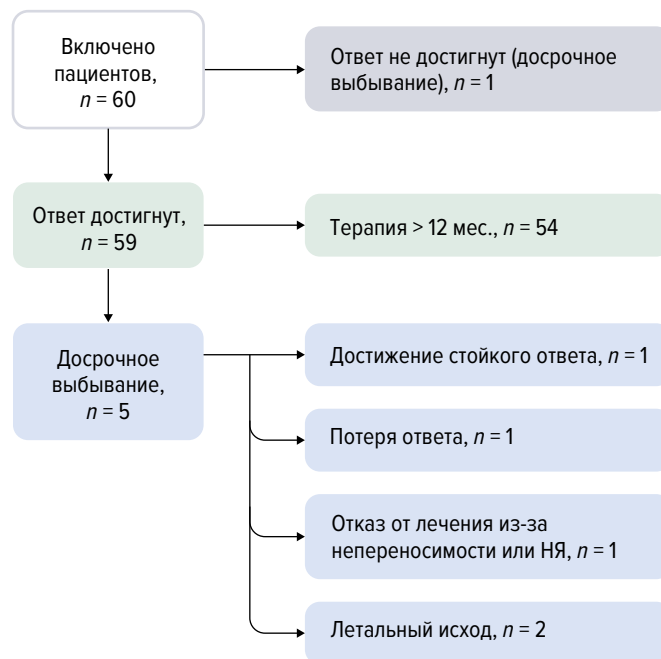 Включено
пациентов,
n = 60
Ответ не достигнут (досрочное
выбывание), n = 1
Ответ достигнут,
n = 59
Терапия > 12 мес., n = 54
Досрочное
выбывание,
n = 5
Достижение стойкого ответа, n = 1
Потеря ответа, n = 1
Отказ от лечения из-за
непереносимости или НЯ, n = 1
Летальный исход, n = 2